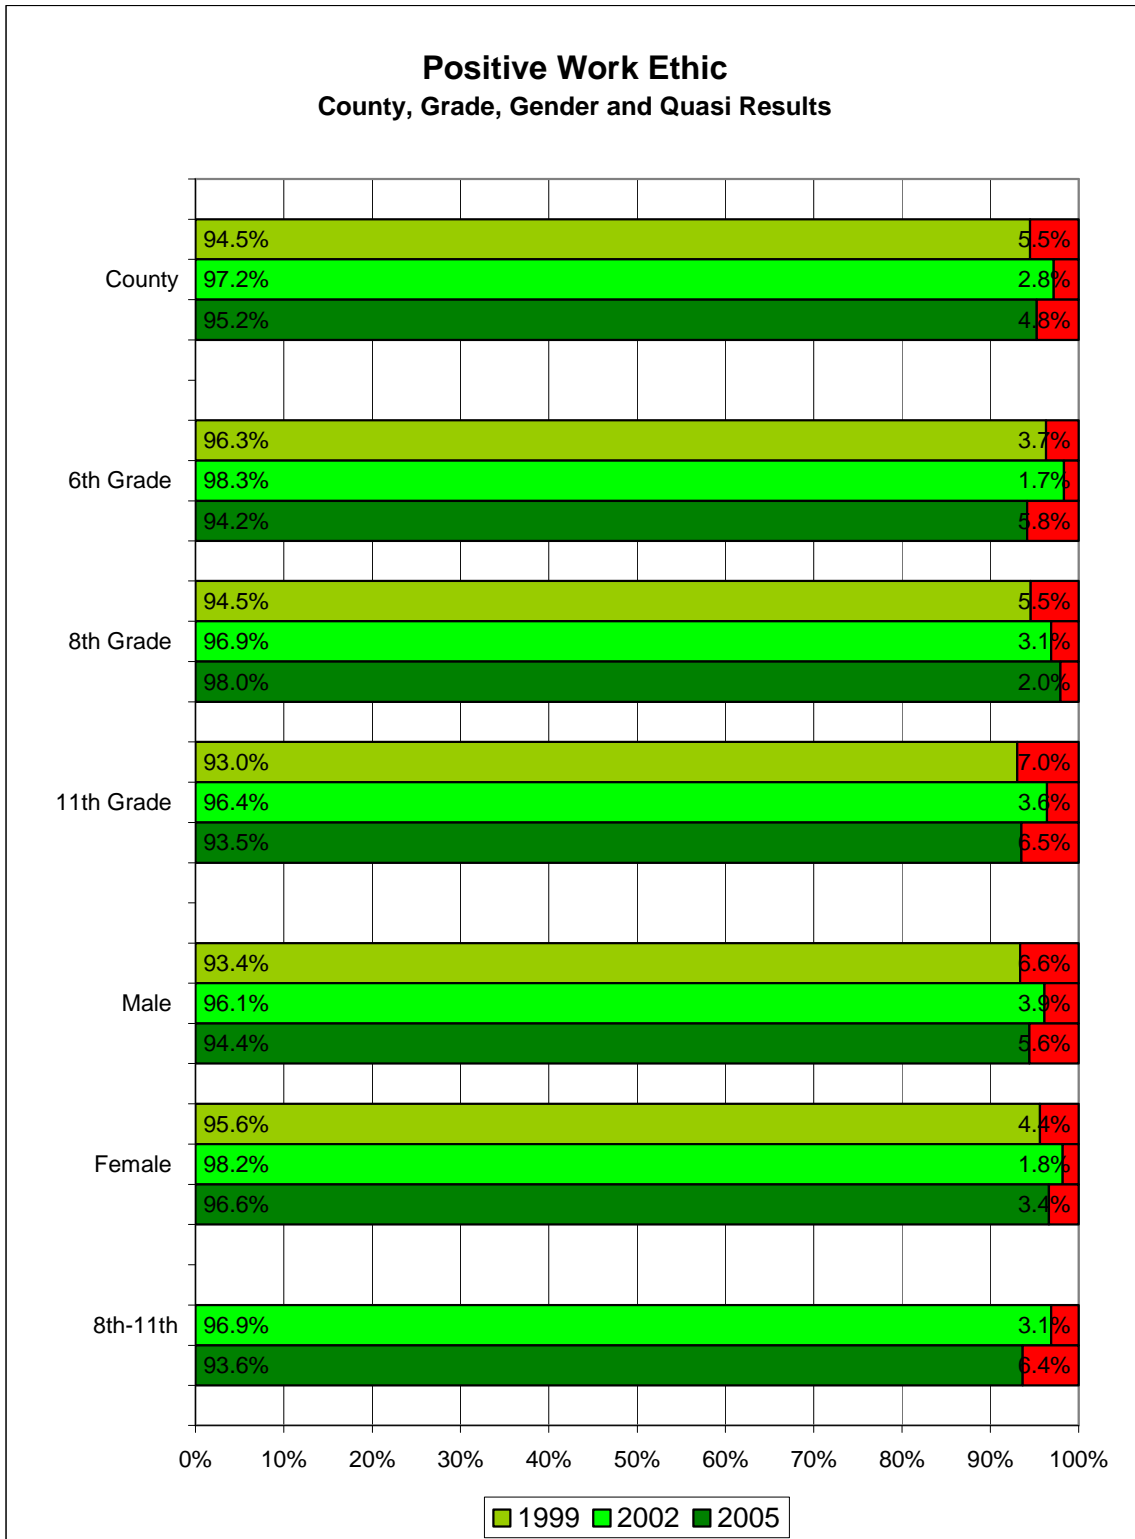 Positive Work Ethic
County, Grade, Gender and Quasi Results
94.5% 5.5%
County 97.2% 2.8%
95.2% 4.8%
96.3% 3.7%
6th Grade 98.3% 1.7%
94.2% 5.8%
94.5% 5.5%
8th Grade 96.9% 3.1%
98.0% 2.0%
93.0% 7.0%
11th Grade 96.4% 3.6%
93.5% 6.5%
93.4% 6.6%
Male 96.1% 3.9%
94.4% 5.6%
95.6% 4.4%
Female 98.2% 1.8%
96.6% 3.4%
8th-11th 96.9% 3.1%
93.6% 6.4%
0% 10% 20% 30% 40% 50% 60% 70% 80% 90% 100%
1999 2002 2005